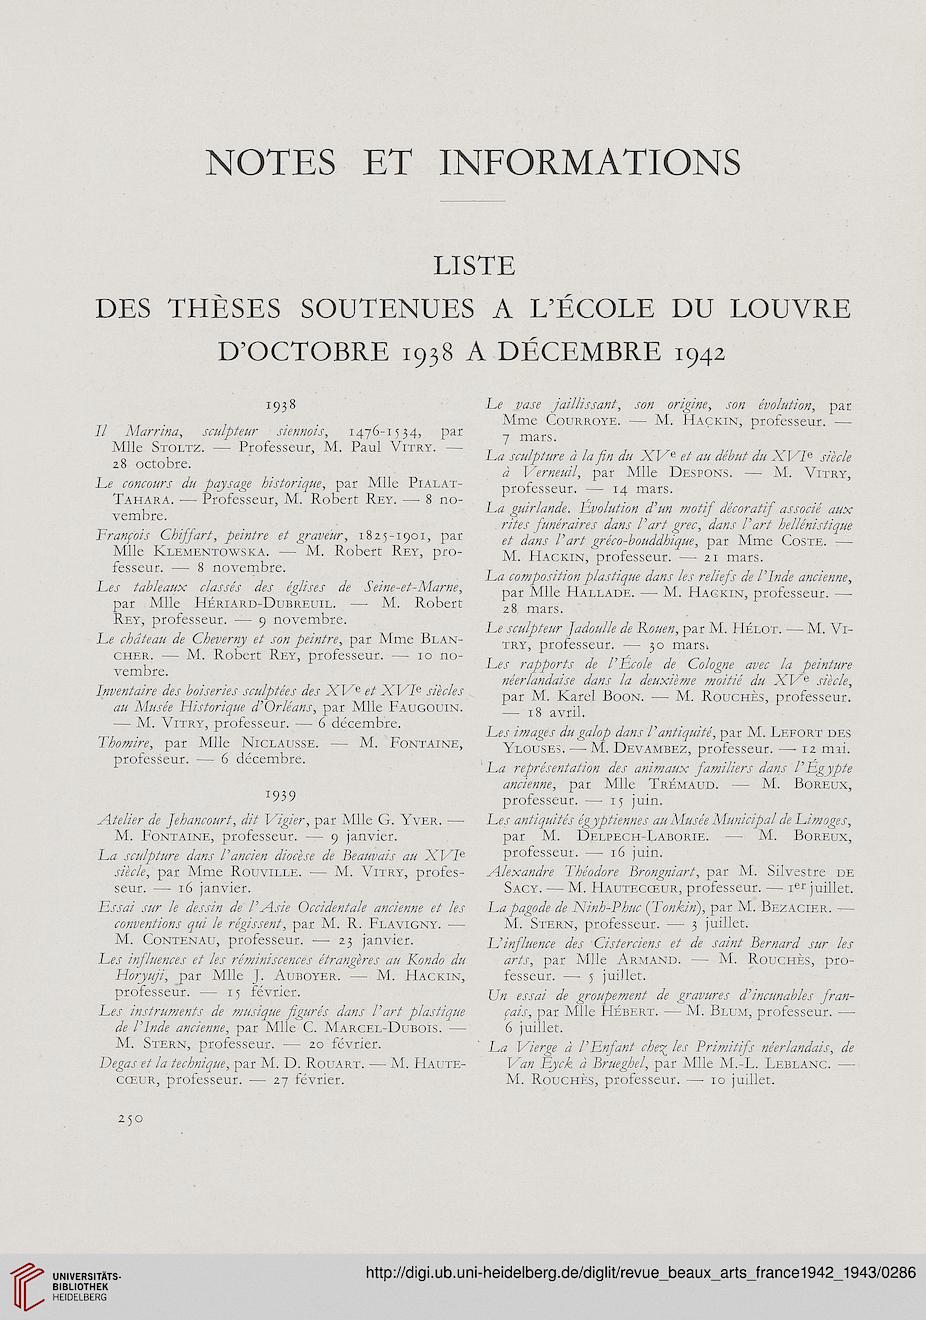 NOTES ET INFORMATIONS
LISTE
DES THÈSES SOUTENUES A L'ÉCOLE DU LOUVRE
D'OCTOBRE 1938 A DÉCEMBRE 1942
1938
Il Marrina, sculpteur siennois, 1476-1534, par
Mlle STOLTZ. — Professeur, M. Paul VITRY. —
28 octobre.
Le concours du paysage historique, par Mlle PIALAT-
TAHARA. — Professeur, M. Robert REY. — 8 no-
vembre.
François Chiffart, peintre et graveur, 1825-1901, par
Mlle KLEMENTOWSKA. — M. Robert REY, pro-
fesseur. — 8 novembre.
Les tableaux classés des églises de Seine-et-Marne,
par Mlle HÉRIARD-DUBREUIL. — M. Robert
REY, professeur. — 9 novembre.
Le château de Cheverny et son peintre, par Mme BLAN-
CHER. — M. Robert REY, professeur. — 10 no-
vembre.
Inventaire des boiseries sculptées des XVe et XVIe siècles
au Musée Historique d'Orléans, par Mlle FAUGOUIN.
— M. VITRY, professeur. — 6 décembre.
Thomire, par Mlle NICLAUSSE. — M. FONTAINE,
professeur. — 6 décembre.
1939
Atelier de Jehancourt, dit Vigier, par Mlle G. YVER. —
M. FONTAINE, professeur. — 9 janvier.
La sculpture dans l'ancien diocèse de Beauvais au XVIe
siècle, par Mme ROUVILLE. — M. VITRY, profes-
seur. — 16 janvier.
Essai sur le dessin de l'Asie Occidentale ancienne et les
conventions qui le régissent, par M. R. FLAVIGNY. —
M. CONTENAU, professeur. — 23 janvier.
Les influences et les réminiscences étrangères au Kondo du
Horyuji, par Mlle J. AUBOYER. — M. HACKIN,
professeur. — 15 février.
Les instruments de musique figurés dans l'art plastique
de l'Inde ancienne, par Mlle C. MARCEL-DUBOIS. —
M. STERN, professeur. — 20 février.
Degas et la technique, par M. D. ROUART. — M. HAUTE-
CŒUR, professeur. — 27 février.
250
Le vase jaillissant, son origine, son évolution, par
Mme COURROYE. — M. HACKIN, professeur. —
7 mars.
La sculpture à la fin du XVe et au début du XVIe siècle
à Verneuil, par Mlle DESPONS. — M. VITRY,
professeur. — 14 mars.
La guirlande. Évolution d'un motif décoratif associé aux
rites funéraires dans l'art grec, dans l'art hellénistique
et dans l'art gréco-bouddhique, par Mme COSTE. —
M. HACKIN, professeur. — 21 mars.
La composition plastique dans les reliefs de l'Inde ancienne,
par Mlle HALLADE. — M. HACKIN, professeur. —
28 mars.
Le sculpteur Jadoulle de Rouen, par M. HÉLOT. — M. VI-
TRY, professeur. — 30 mars.
Les rapports de l'École de Cologne avec la peinture
néerlandaise dans la deuxième moitié du XVe siècle,
par M. Karel BOON. — M. ROUCHÈS, professeur.
— 18 avril.
Les images du galop dans l'antiquité, par M. LEFORT DES
YLOUSES. — M. DEVAMBEZ, professeur. — 12 mai.
La représentation des animaux familiers dans l'Égypte
ancienne, par Mlle TRÉMAUD. — M. BOREUX,
professeur. — 15 juin.
Les antiquités égyptiennes au Musée Municipal de Limoges,
par M. DELPECH-LABORIE. — M. BOREUX,
professeur. — 16 juin.
Alexandre Théodore Brongniart, par M. Silvestre DE
SACY. — M. HAUTECŒUR, professeur. — 1er juillet.
La pagode de Ninh-Phuc (Tonkin), par M. BEZACIER. —
M. STERN, professeur. — 3 juillet.
L'influence des Cisterciens et de saint Bernard sur les
arts, par Mlle ARMAND. — M. ROUCHÈS, pro-
fesseur. — 5 juillet.
Un essai de groupement de gravures d'incunables fran-
çais, par Mlle HÉBERT. — M. BLUM, professeur. —
6 juillet.
La Vierge à l'Enfant chez les Primitifs néerlandais, de
Van Eyck à Brueghel, par Mlle M.-L. LEBLANC. —
M. ROUCHÈS, professeur. — 10 juillet.
UNIVERSITÄTS-
BIBLIOTHEK
HEIDELBERG
http://digi.ub.uni-heidelberg.de/diglit/revue_beaux_arts_france1942_1943/0286